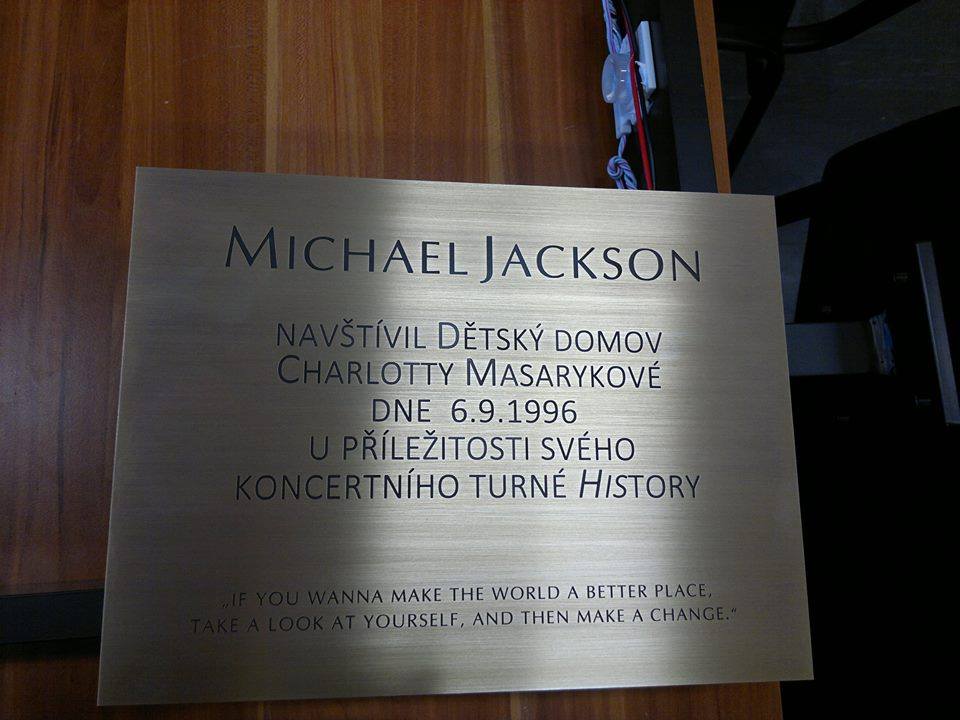 MICHAEL JACKSON
NAVŠTÍVIL DĚTSKÝ DOMOV
CHARLOTTY MASARYKOVÉ
DNE 6.9.1996
U PŘÍLEŽITOSTI SVÉHO
KONCERTNÍHO TURNÉ HISTORY
„IF YOU WANNA MAKE THE WORLD A BETTER PLACE,
TAKE A LOOK AT YOURSELF, AND THEN MAKE A CHANGE.“